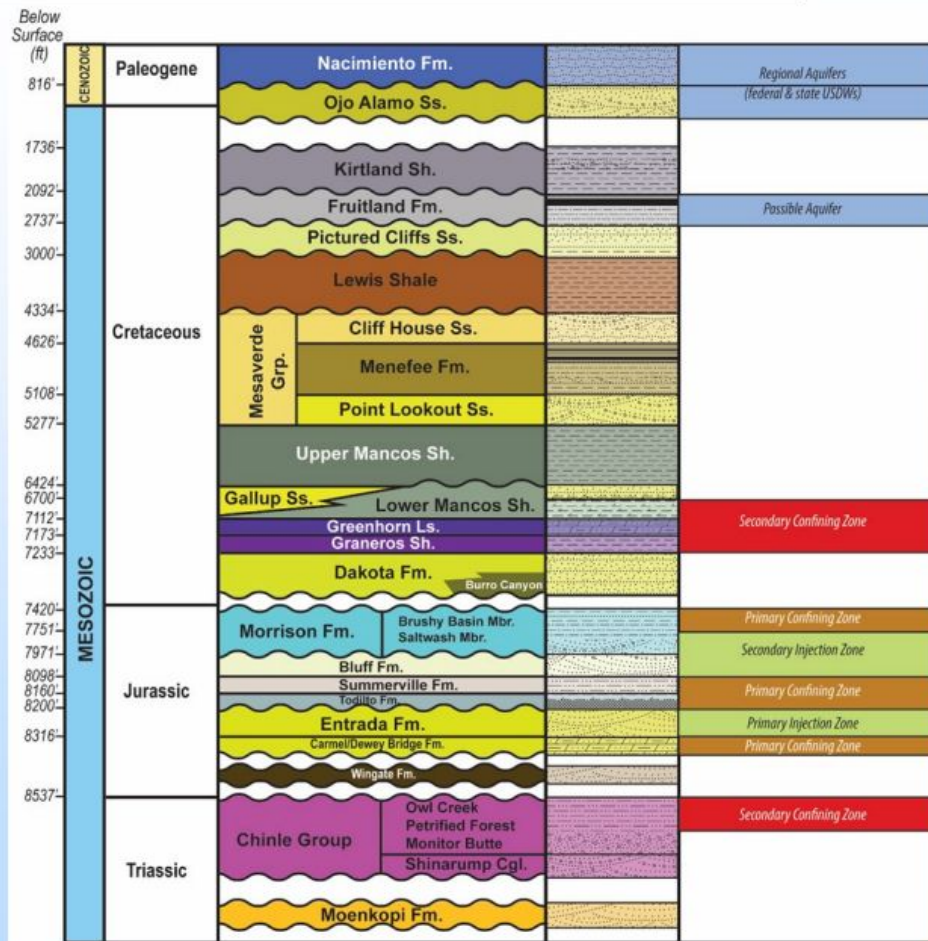 Below
Surface
(ft)
816'
1736'
2092'
2737'
3000'
4334'
4626'
5108'
5277'
6424'
6700'
7112'
7173'
7233'
7420'
7751'
7971'
8098'
8160'
8200'
8316'
8537'
CENOZOIC
MESOZOIC
Paleogene
Cretaceous
Jurassic
Triassic
Nacimiento Fm.
Ojo Alamo Ss.
Kirtland Sh.
Fruitland Fm.
Pictured Cliffs Ss.
Lewis Shale
Mesaverde
Grp.
Cliff House Ss.
Menefee Fm.
Point Lookout Ss.
Upper Mancos Sh.
Gallup Ss.
Lower Mancos Sh.
Greenhorn Ls.
Graneros Sh.
Dakota Fm.
Burro Canyon
Morrison Fm.
Brushy Basin Mbr.
Saltwash Mbr.
Bluff Fm.
Summerville Fm.
Todilto Fm.
Entrada Fm.
Carmel/Dewey Bridge Fm.
Wingate Fm.
Chinle Group
Owl Creek
Petrified Forest
Monitor Butte
Shinarump Cgl.
Moenkopi Fm.
Regional Aquifers
(federal & state USDWs)
Possible Aquifer
Secondary Confining Zone
Primary Confining Zone
Secondary Injection Zone
Primary Confining Zone
Primary Injection Zone
Primary Confining Zone
Secondary Confining Zone